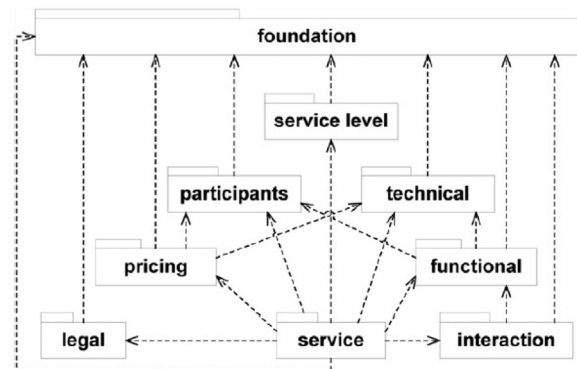 foundation
service level
participants technical
pricing functional
legal service interaction